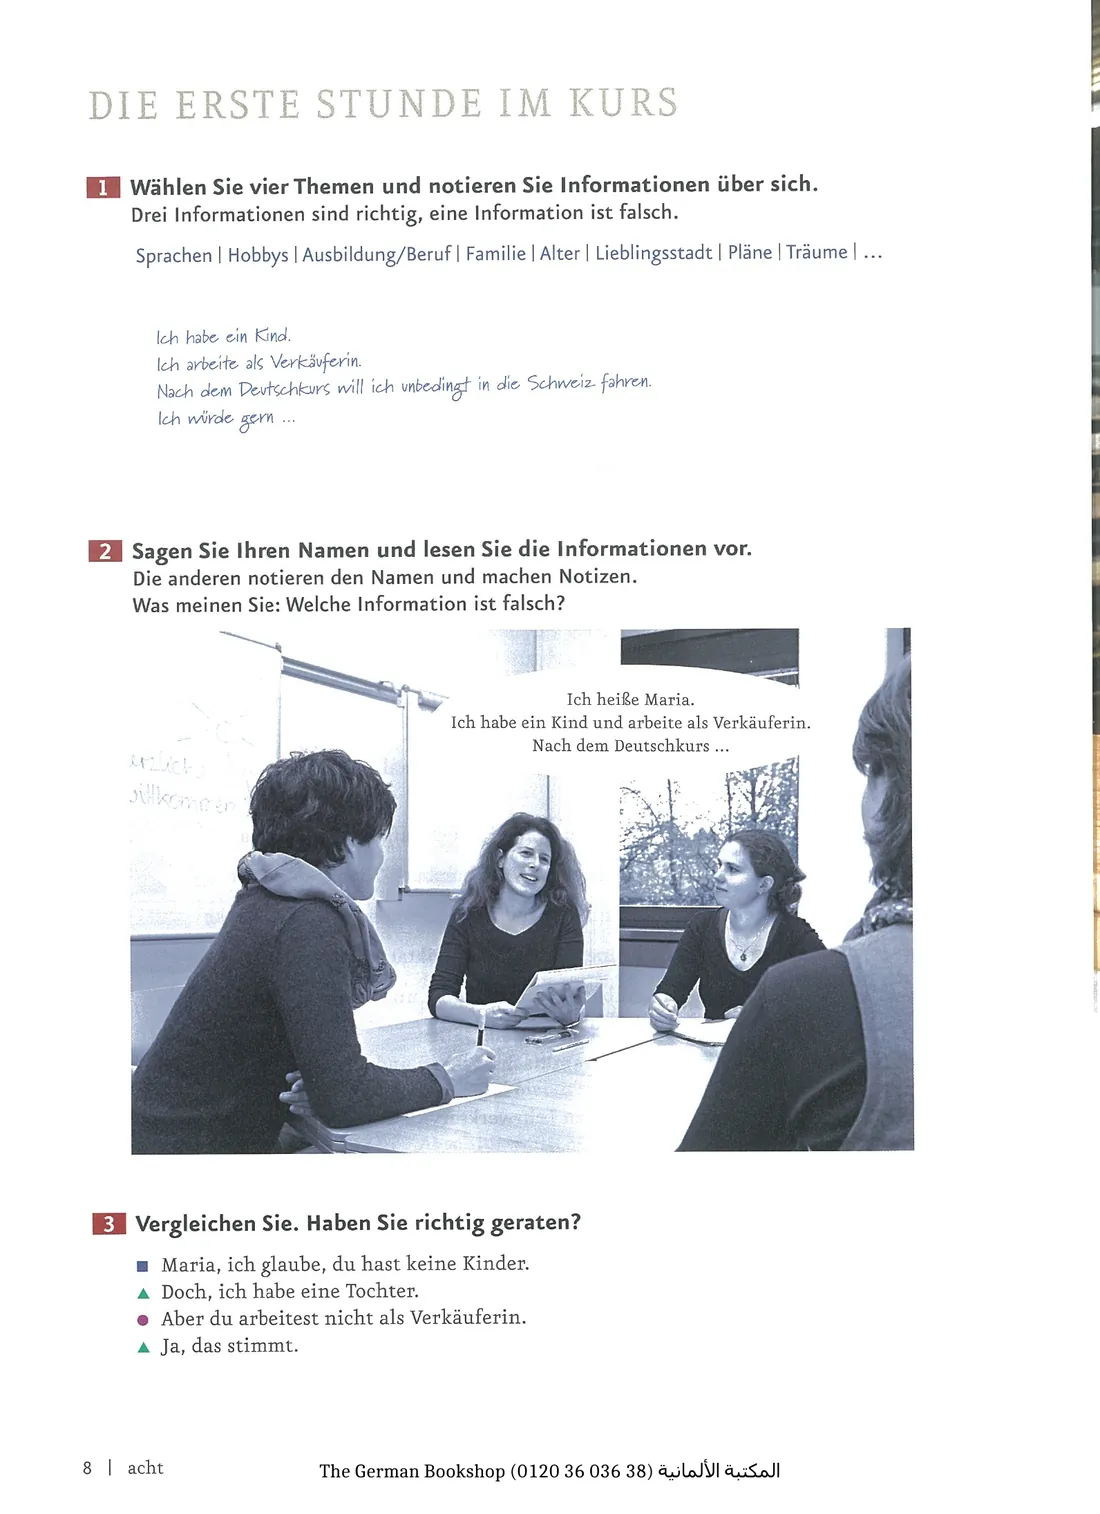 DIE ERSTE STUNDE IM KURS
1 Wählen Sie vier Themen und notieren Sie Informationen über sich.
Drei Informationen sind richtig, eine Information ist falsch.
Sprachen | Hobbys | Ausbildung/Beruf | Familie | Alter | Lieblingsstadt | Pläne | Träume | ...
Ich habe ein Kind.
Ich arbeite als Verkäuferin.
Nach dem Deutschkurs will ich unbedingt in die Schweiz fahren.
Ich würde gern ...
2 Sagen Sie Ihren Namen und lesen Sie die Informationen vor.
Die anderen notieren den Namen und machen Notizen.
Was meinen Sie: Welche Information ist falsch?
Ich heiße Maria.
Ich habe ein Kind und arbeite als Verkäuferin.
Nach dem Deutschkurs ...
3 Vergleichen Sie. Haben Sie richtig geraten?
■ Maria, ich glaube, du hast keine Kinder.
▲ Doch, ich habe eine Tochter.
● Aber du arbeitest nicht als Verkäuferin.
▲ Ja, das stimmt.
8 | acht
The German Bookshop (0120 36 036 38) المكتبة الألمانية